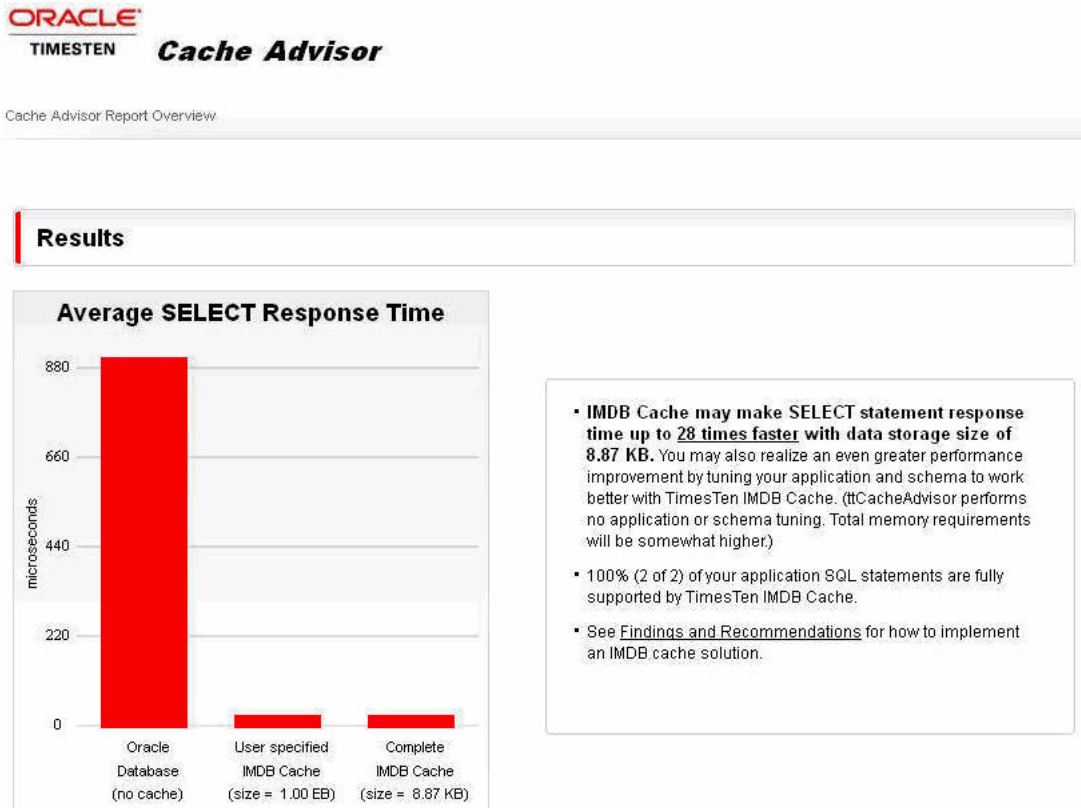 ORACLE
TIMESTEN
Cache Advisor
Cache Advisor Report Overview
Results
Average SELECT Response Time
880
660
440
220
0
microseconds
Oracle
Database
(no cache)
User specified
IMDB Cache
(size = 1.00 EB)
Complete
IMDB Cache
(size = 8.87 KB)
▪ IMDB Cache may make SELECT statement response
time up to 28 times faster with data storage size of
8.87 KB. You may also realize an even greater performance
improvement by tuning your application and schema to work
better with TimesTen IMDB Cache. (ttCacheAdvisor performs
no application or schema tuning. Total memory requirements
will be somewhat higher.)
▪ 100% (2 of 2) of your application SQL statements are fully
supported by TimesTen IMDB Cache.
▪ See Findings and Recommendations for how to implement
an IMDB cache solution.